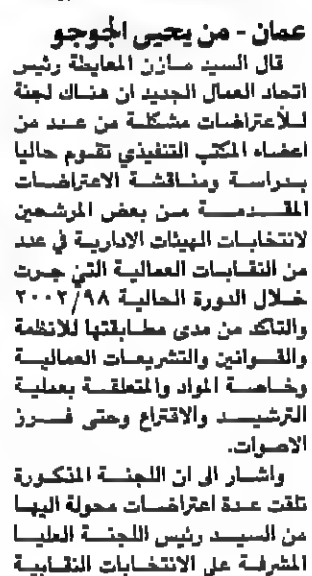 عمان - من يحيى الجوجو
قال السيد مازن المعايطة رئيس
اتحاد العمال الجديد ان هناك لجنة
للأعتراضات مشكلة من عدد من
اعضاء المكتب التنفيذي تقوم حاليا
بدراسة ومناقشة الاعتراضات
المقدمة من بعض المرشحين
لانتخابات الهيئات الادارية في عدد
من النقابات العمالية التي جرت
خلال الدورة الحالية ٢٠٠٢/٩٨
والتاكد من مدى مطابقتها للانظمة
والقوانين والتشريعات العمالية
وخاصة المواد والمتعلقة بعملية
الترشيد والاقتراع وحتى فرز
الاصوات.
واشار الى ان اللجنة المذكورة
تلقت عدة اعتراضات محولة اليها
من السيد رئيس اللجنة العليا
المشرفة على الانتخابات النقابية